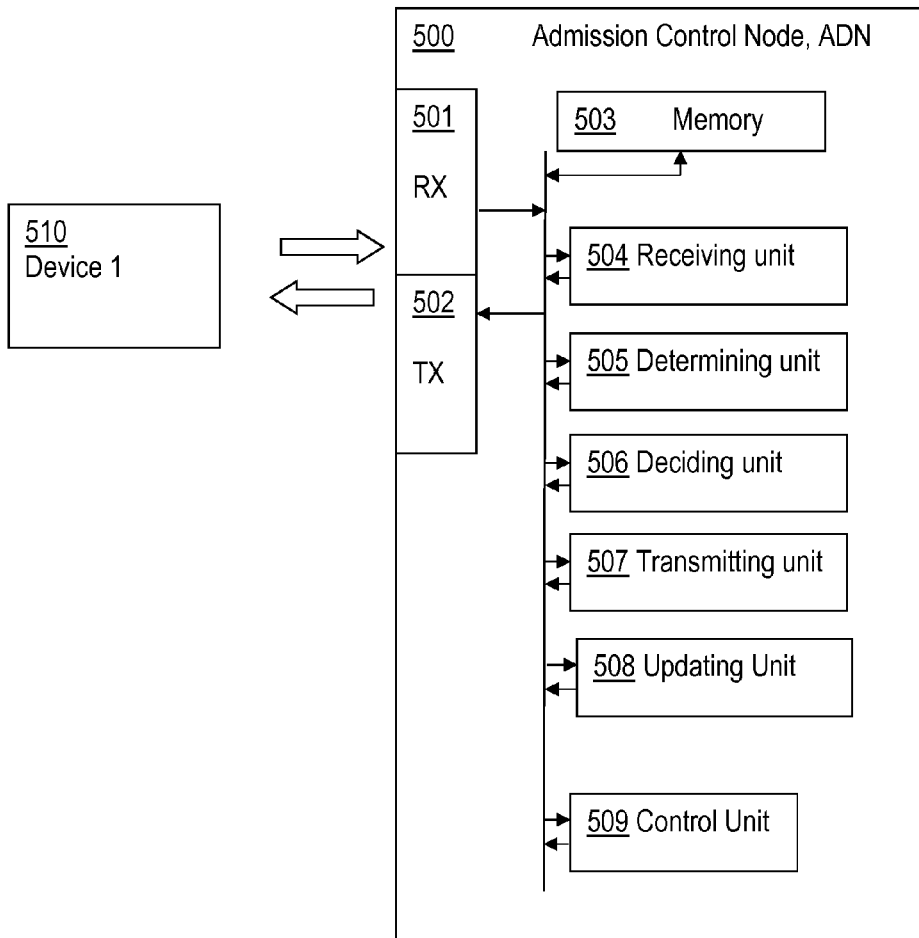 500 Admission Control Node, ADN
501
RX
503 Memory
510
Device 1
504 Receiving unit
502
TX
505 Determining unit
506 Deciding unit
507 Transmitting unit
508 Updating Unit
509 Control Unit